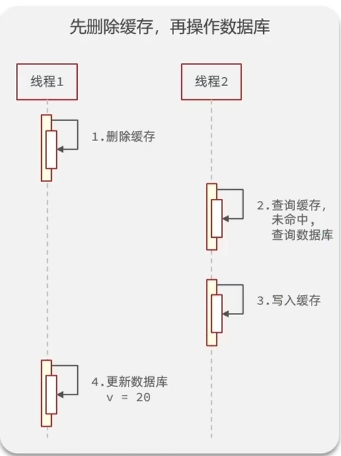 先删除缓存，再操作数据库
线程1
线程2
1.删除缓存
2.查询缓存，
未命中，
查询数据库
3.写入缓存
4.更新数据库
v = 20